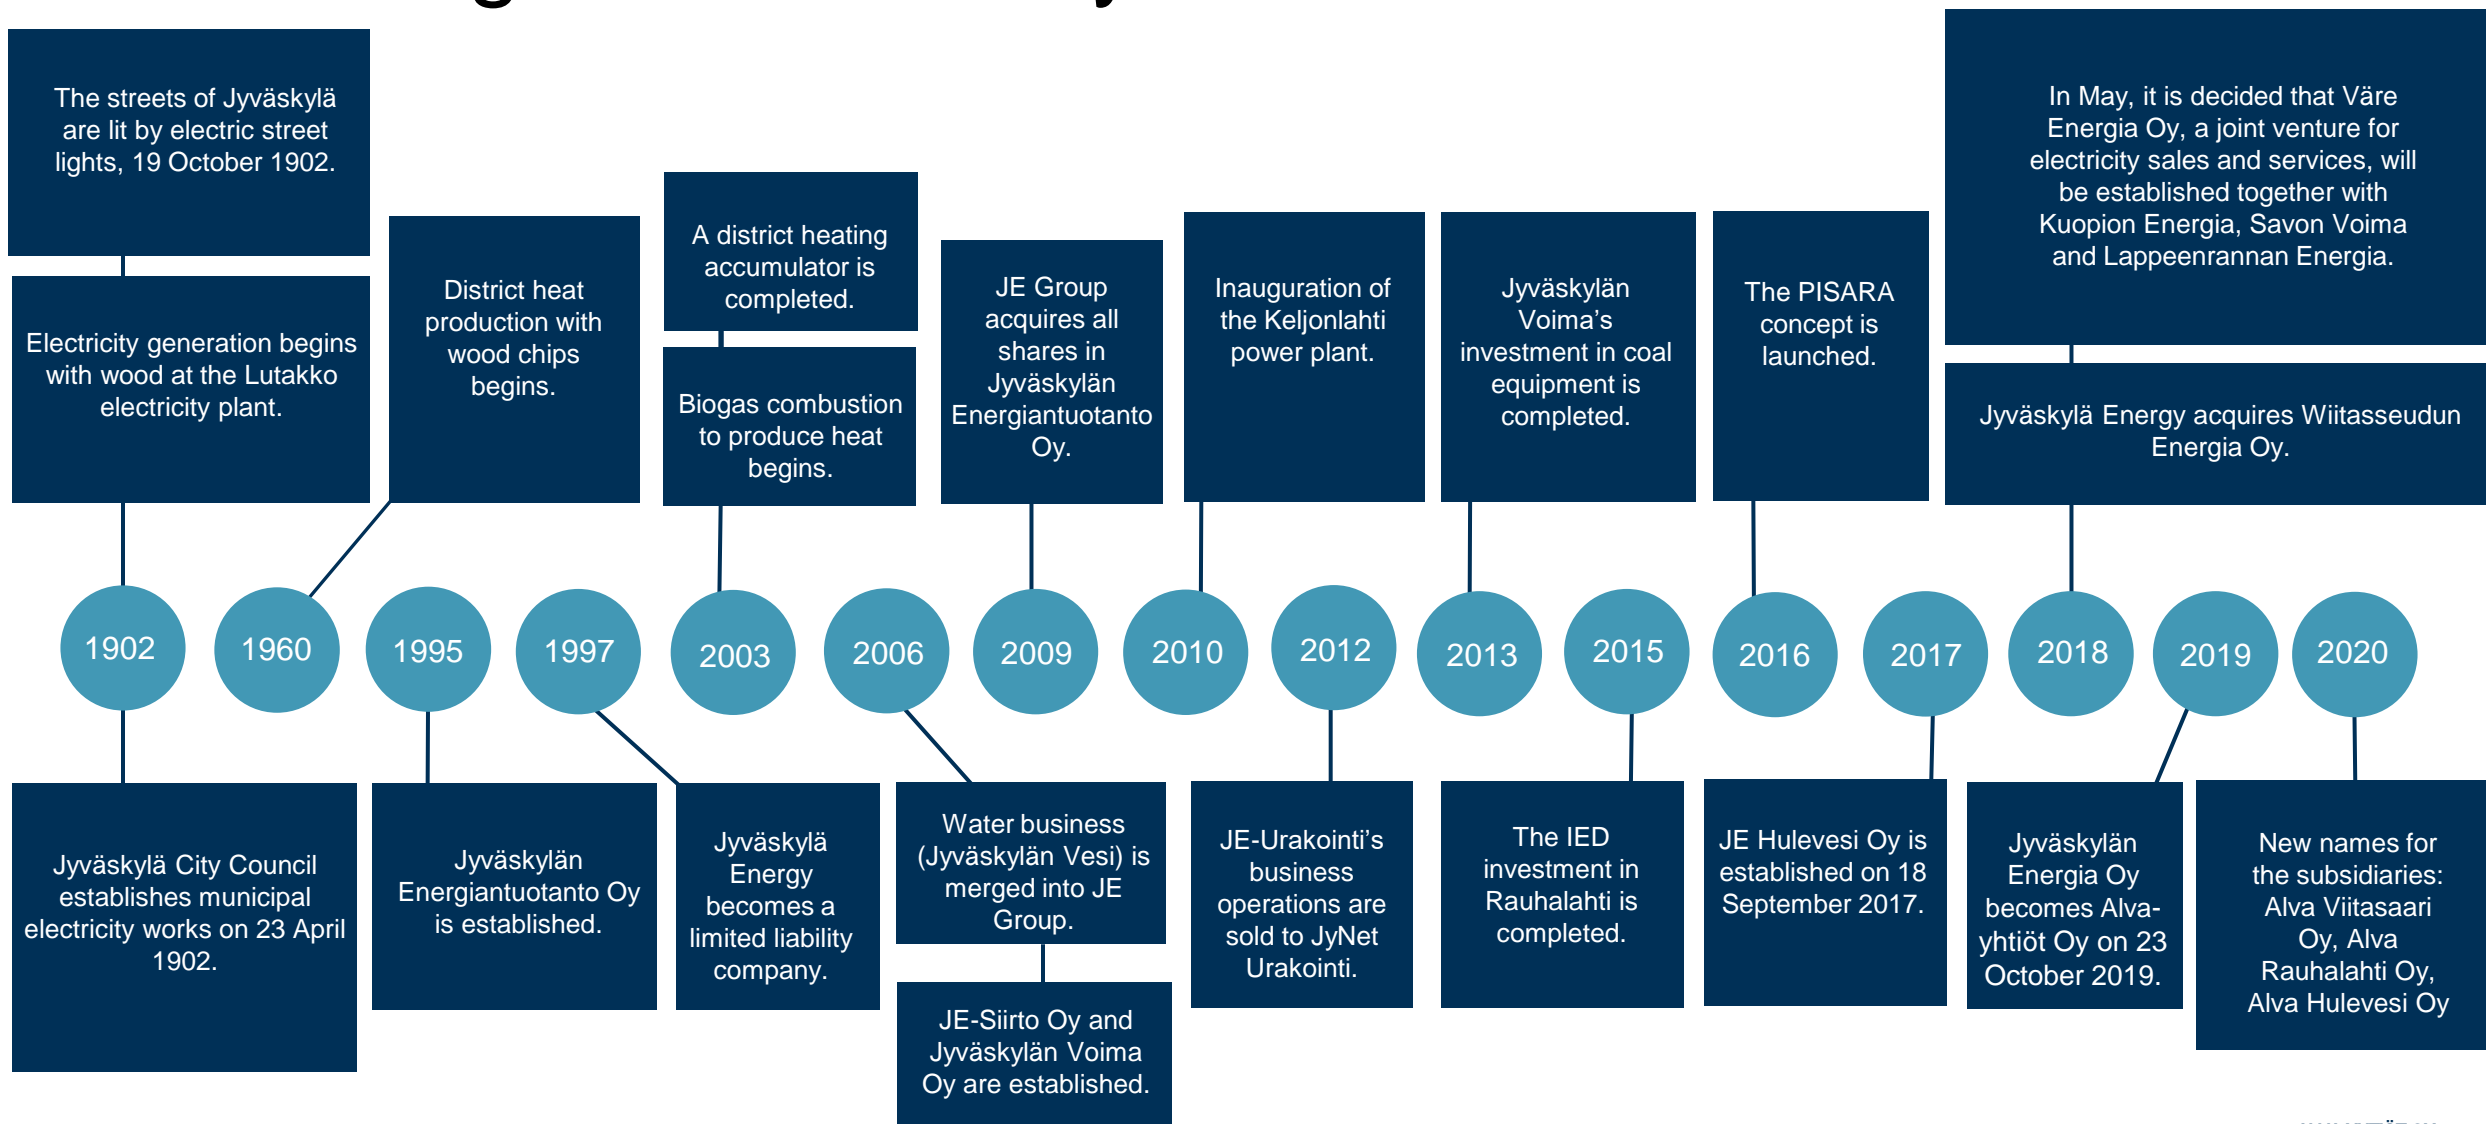 The streets of Jyväskylä
are lit by electric street
lights, 19 October 1902.
Electricity generation begins
with wood at the Lutakko
electricity plant.
District heat
production with
wood chips
begins.
A district heating
accumulator is
completed.
Biogas combustion
to produce heat
begins.
JE Group
acquires all
shares in
Jyväskylän
Energiantuotanto
Oy.
Inauguration of
the Keljonlahti
power plant.
Jyväskylän
Voima’s
investment in coal
equipment is
completed.
The PISARA
concept is
launched.
In May, it is decided that Väre
Energia Oy, a joint venture for
electricity sales and services, will
be established together with
Kuopion Energia, Savon Voima
and Lappeenrannan Energia.
Jyväskylä Energy acquires Wiitasseudun
Energia Oy.
1902
1960
1995
1997
2003
2006
2009
2010
2012
2013
2015
2016
2017
2018
2019
2020
Jyväskylä City Council
establishes municipal
electricity works on 23 April
1902.
Jyväskylän
Energiantuotanto Oy
is established.
Jyväskylä
Energy
becomes a
limited liability
company.
Water business
(Jyväskylän Vesi) is
merged into JE
Group.
JE-Siirto Oy and
Jyväskylän Voima
Oy are established.
JE-Urakointi’s
business
operations are
sold to JyNet
Urakointi.
The IED
investment in
Rauhalahti is
completed.
JE Hulevesi Oy is
established on 18
September 2017.
Jyväskylän
Energia Oy
becomes Alva-
yhtiöt Oy on 23
October 2019.
New names for
the subsidiaries:
Alva Viitasaari
Oy, Alva
Rauhalahti Oy,
Alva Hulevesi Oy